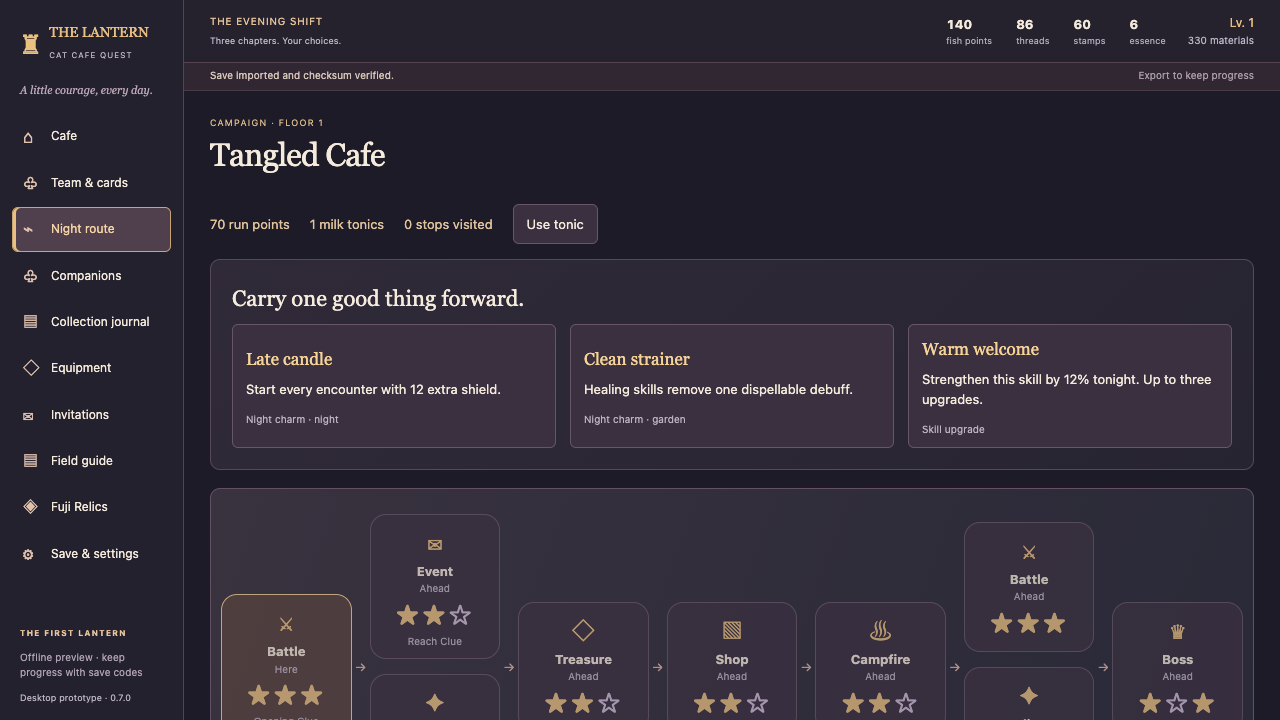 THE LANTERN
CAT CAFE QUEST
A little courage, every day.
Cafe
Team & cards
Night route
Companions
Collection journal
Equipment
Invitations
Field guide
Fuji Relics
Save & settings
THE FIRST LANTERN
Offline preview · keep
progress with save codes
Desktop prototype · 0.7.0
THE EVENING SHIFT
Three chapters. Your choices.
140
fish points
86
threads
60
stamps
6
essence
Lv. 1
330 materials
Save imported and checksum verified.
Export to keep progress
CAMPAIGN · FLOOR 1
Tangled Cafe
70 run points
1 milk tonics
0 stops visited
Use tonic
Carry one good thing forward.
Late candle
Start every encounter with 12 extra shield.
Night charm · night
Clean strainer
Healing skills remove one dispellable debuff.
Night charm · garden
Warm welcome
Strengthen this skill by 12% tonight. Up to three
upgrades.
Skill upgrade
Battle
Here
Opening Clue
Event
Ahead
Reach Clue
Treasure
Ahead
Shop
Ahead
Campfire
Ahead
Battle
Ahead
Boss
Ahead